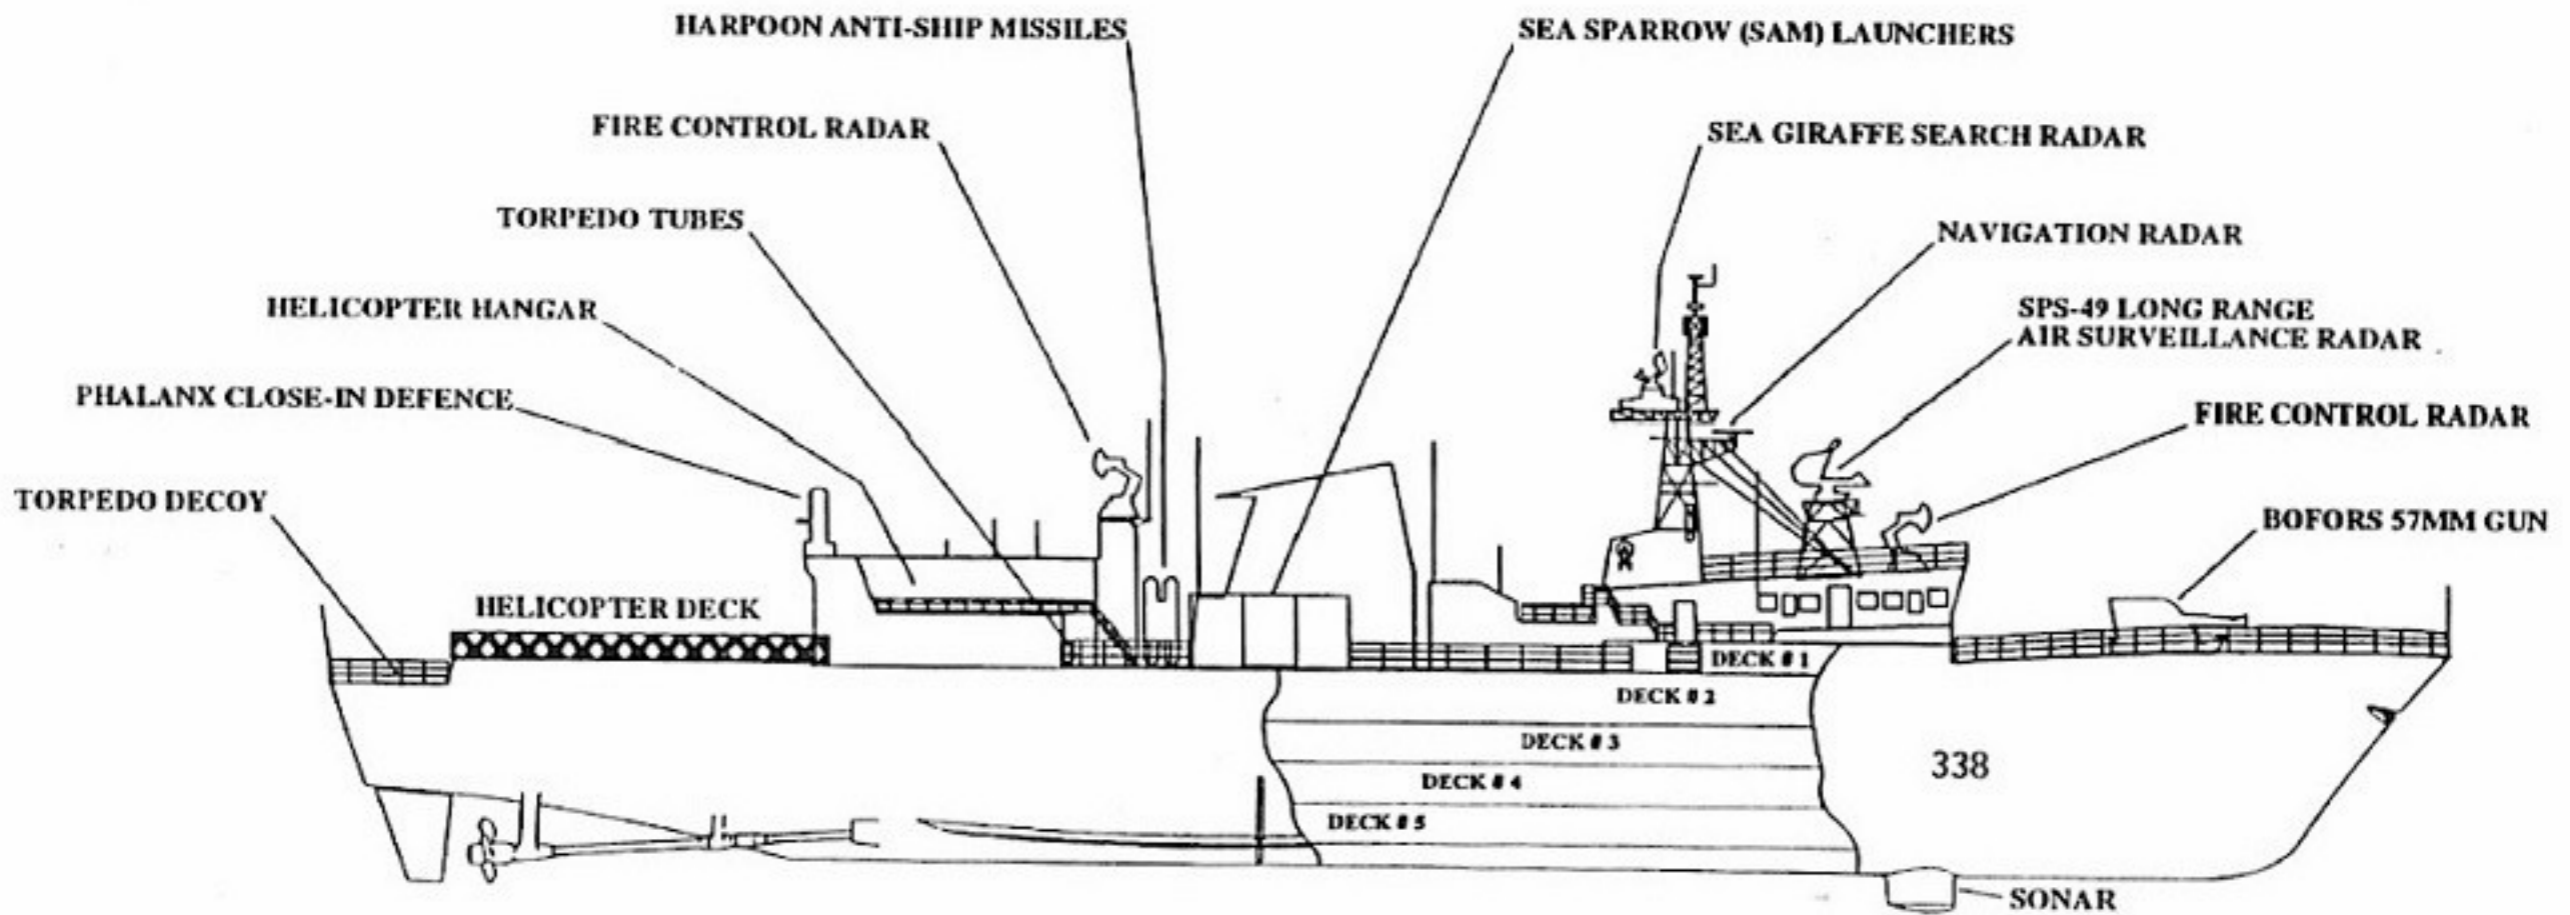 HARPOON ANTI-SHIP MISSILES
SEA SPARROW (SAM) LAUNCHERS
FIRE CONTROL RADAR
SEA GIRAFFE SEARCH RADAR
TORPEDO TUBES
NAVIGATION RADAR
HELICOPTER HANGAR
SPS-49 LONG RANGE
AIR SURVEILLANCE RADAR
PHALANX CLOSE-IN DEFENCE
FIRE CONTROL RADAR
TORPEDO DECOY
BOFORS 57MM GUN
HELICOPTER DECK
DECK # 1
DECK # 2
DECK # 3
338
DECK # 4
DECK # 5
SONAR